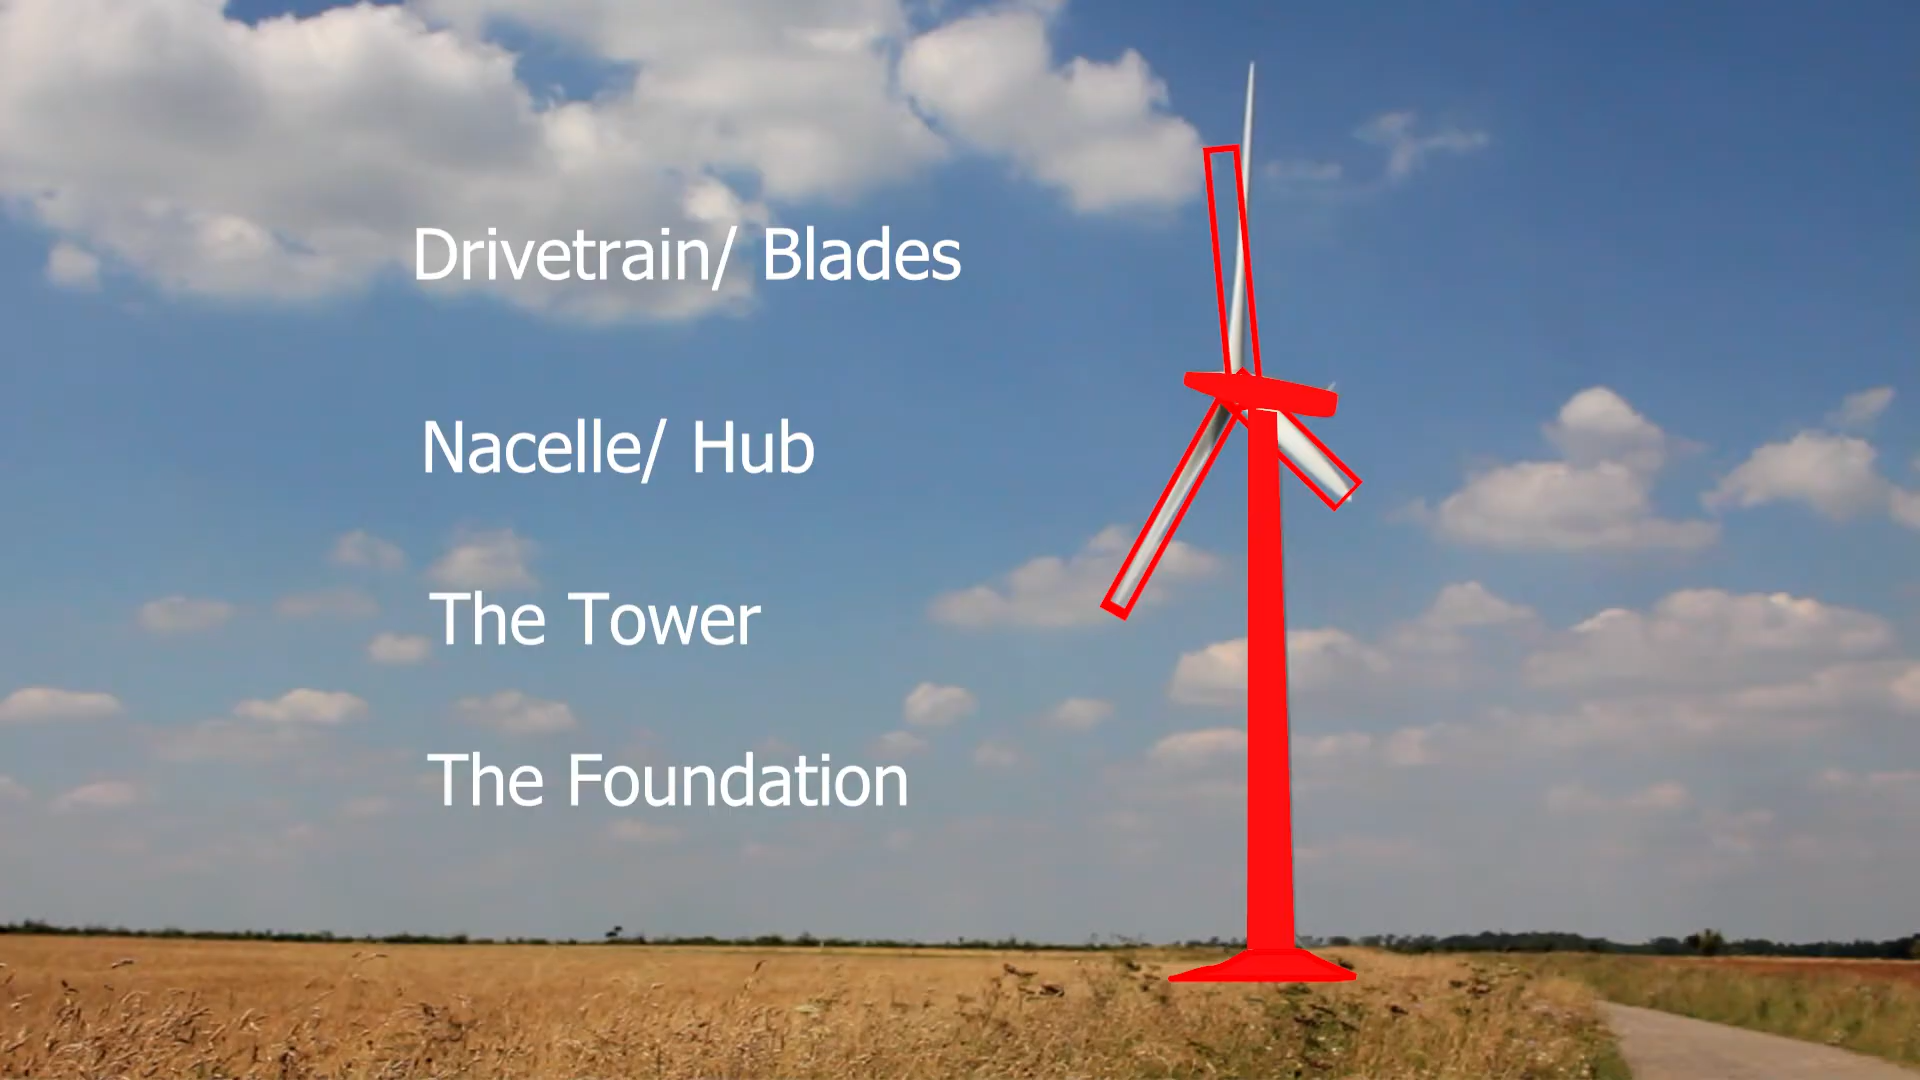 Drivetrain/ Blades
Nacelle/ Hub
The Tower
The Foundation